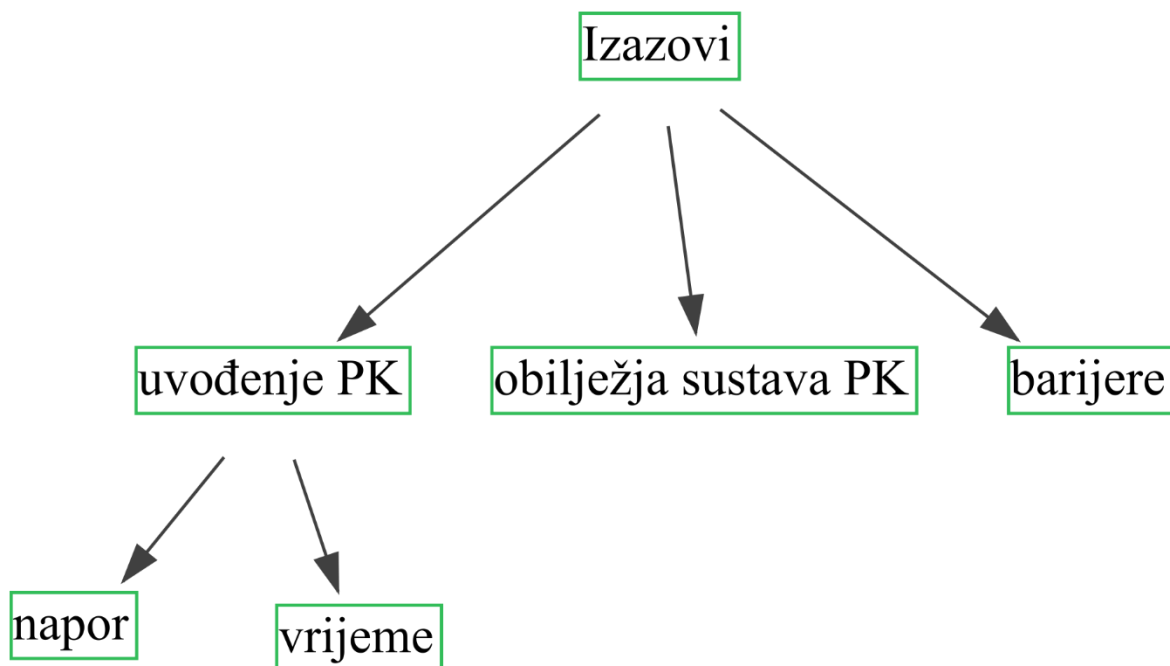 Izazovi
uvođenje PK
obilježja sustava PK
barijere
napor
vrijeme